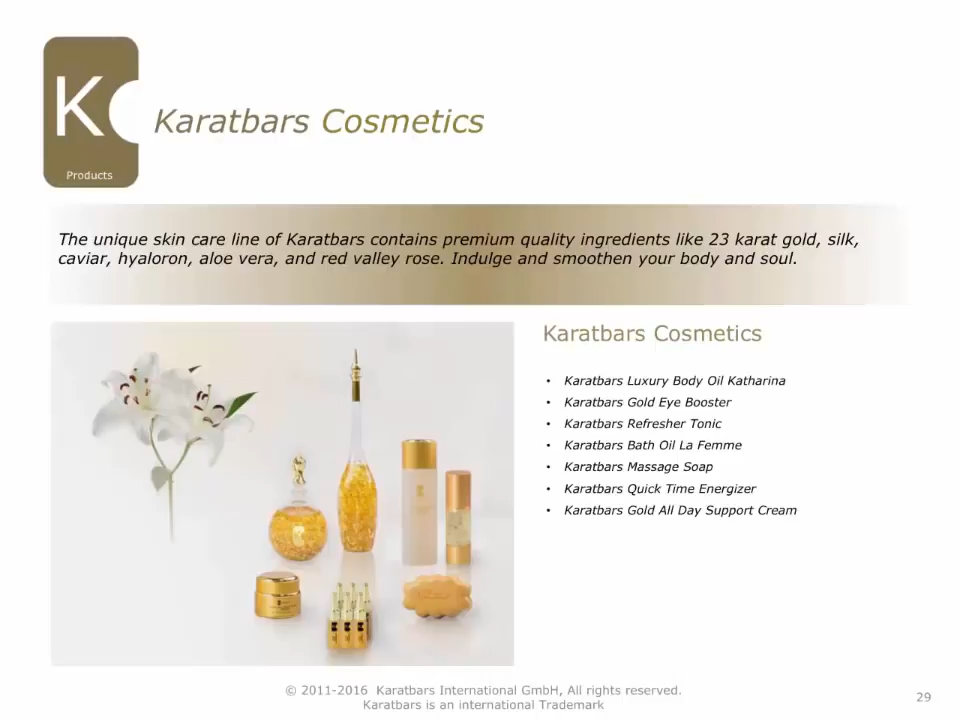 K
Products
Karatbars Cosmetics
The unique skin care line of Karatbars contains premium quality ingredients like 23 karat gold, silk,
caviar, hyaloron, aloe vera, and red valley rose. Indulge and smoothen your body and soul.
Karatbars Cosmetics
• Karatbars Luxury Body Oil Katharina
• Karatbars Gold Eye Booster
• Karatbars Refresher Tonic
• Karatbars Bath Oil La Femme
• Karatbars Massage Soap
• Karatbars Quick Time Energizer
• Karatbars Gold All Day Support Cream
© 2011-2016 Karatbars International GmbH, All rights reserved.
Karatbars is an international Trademark
29